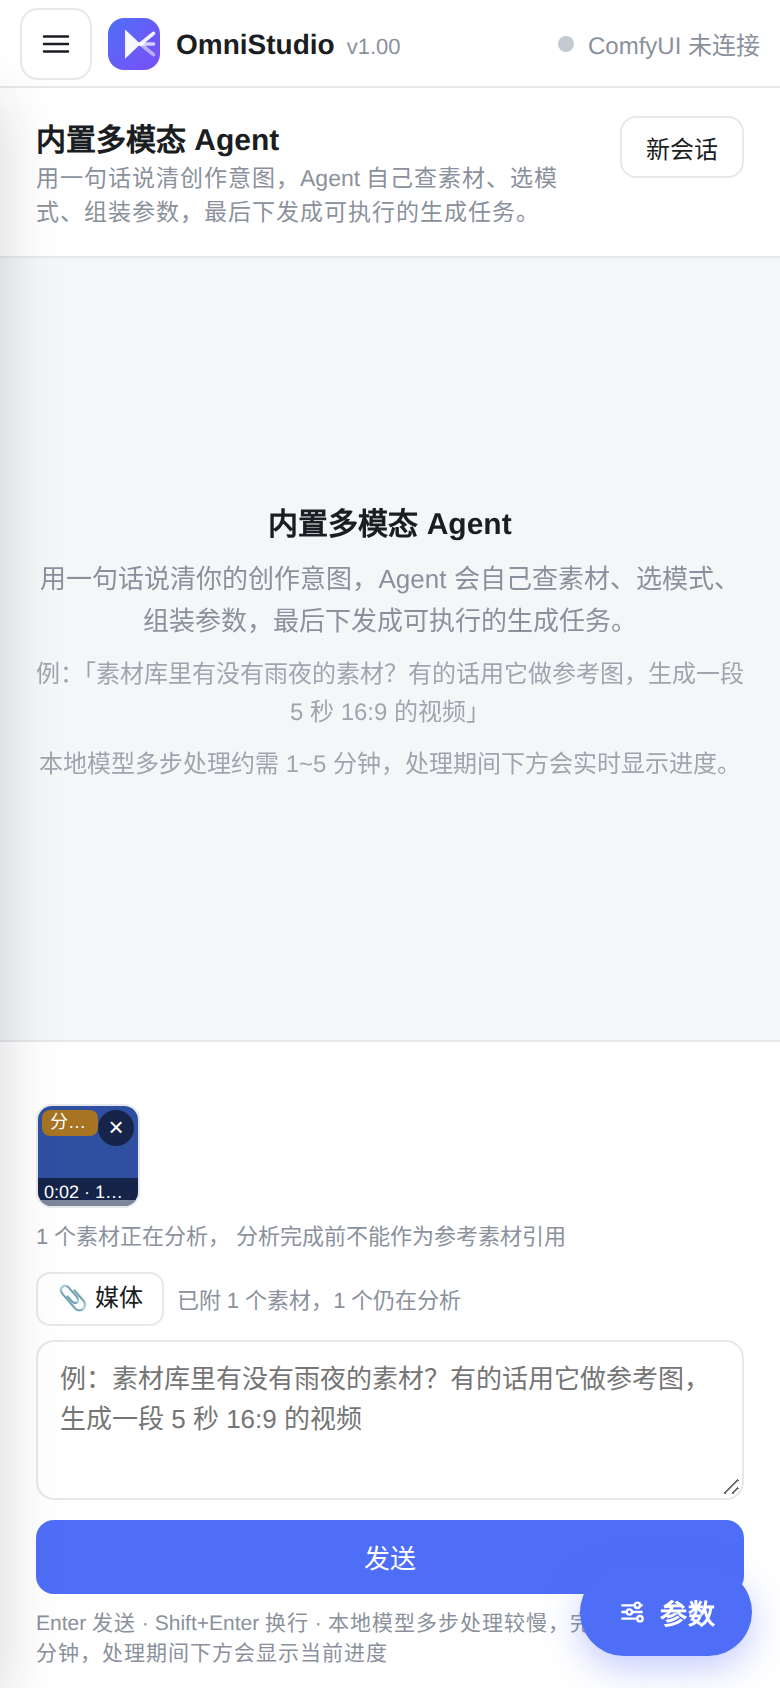 OmniStudio v1.00
ComfyUI 未连接
内置多模态 Agent
新会话
用一句话说清创作意图，Agent 自己查素材、选模
式、组装参数，最后下发成可执行的生成任务。
内置多模态 Agent
用一句话说清你的创作意图，Agent 会自己查素材、选模式、
组装参数，最后下发成可执行的生成任务。
例：「素材库里有没有雨夜的素材？有的话用它做参考图，生成一段
5 秒 16:9 的视频」
本地模型多步处理约需 1~5 分钟，处理期间下方会实时显示进度。
分…
0:02 · 1…
1 个素材正在分析， 分析完成前不能作为参考素材引用
媒体
已附 1 个素材，1 个仍在分析
例：素材库里有没有雨夜的素材？有的话用它做参考图，
生成一段 5 秒 16:9 的视频
发送
Enter 发送 · Shift+Enter 换行 · 本地模型多步处理较慢，
分钟，处理期间下方会显示当前进度
参数